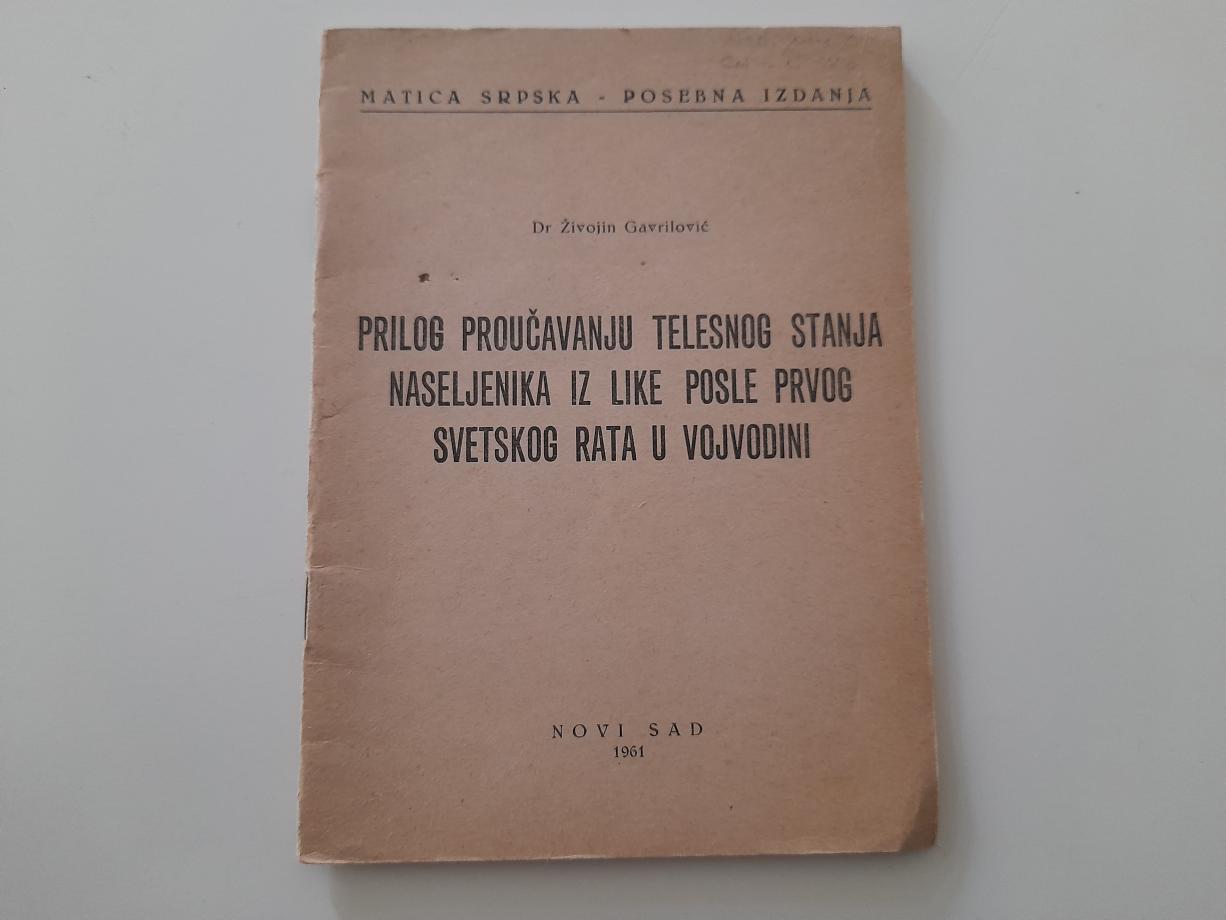 MATICA SRPSKA - POSEBNA IZDANJA
Dr Živojin Gavrilović
PRILOG PROUČAVANJU TELESNOG STANJA
NASELJENIKA IZ LIKE POSLE PRVOG
SVETSKOG RATA U VOJVODINI
NOVI SAD
1961